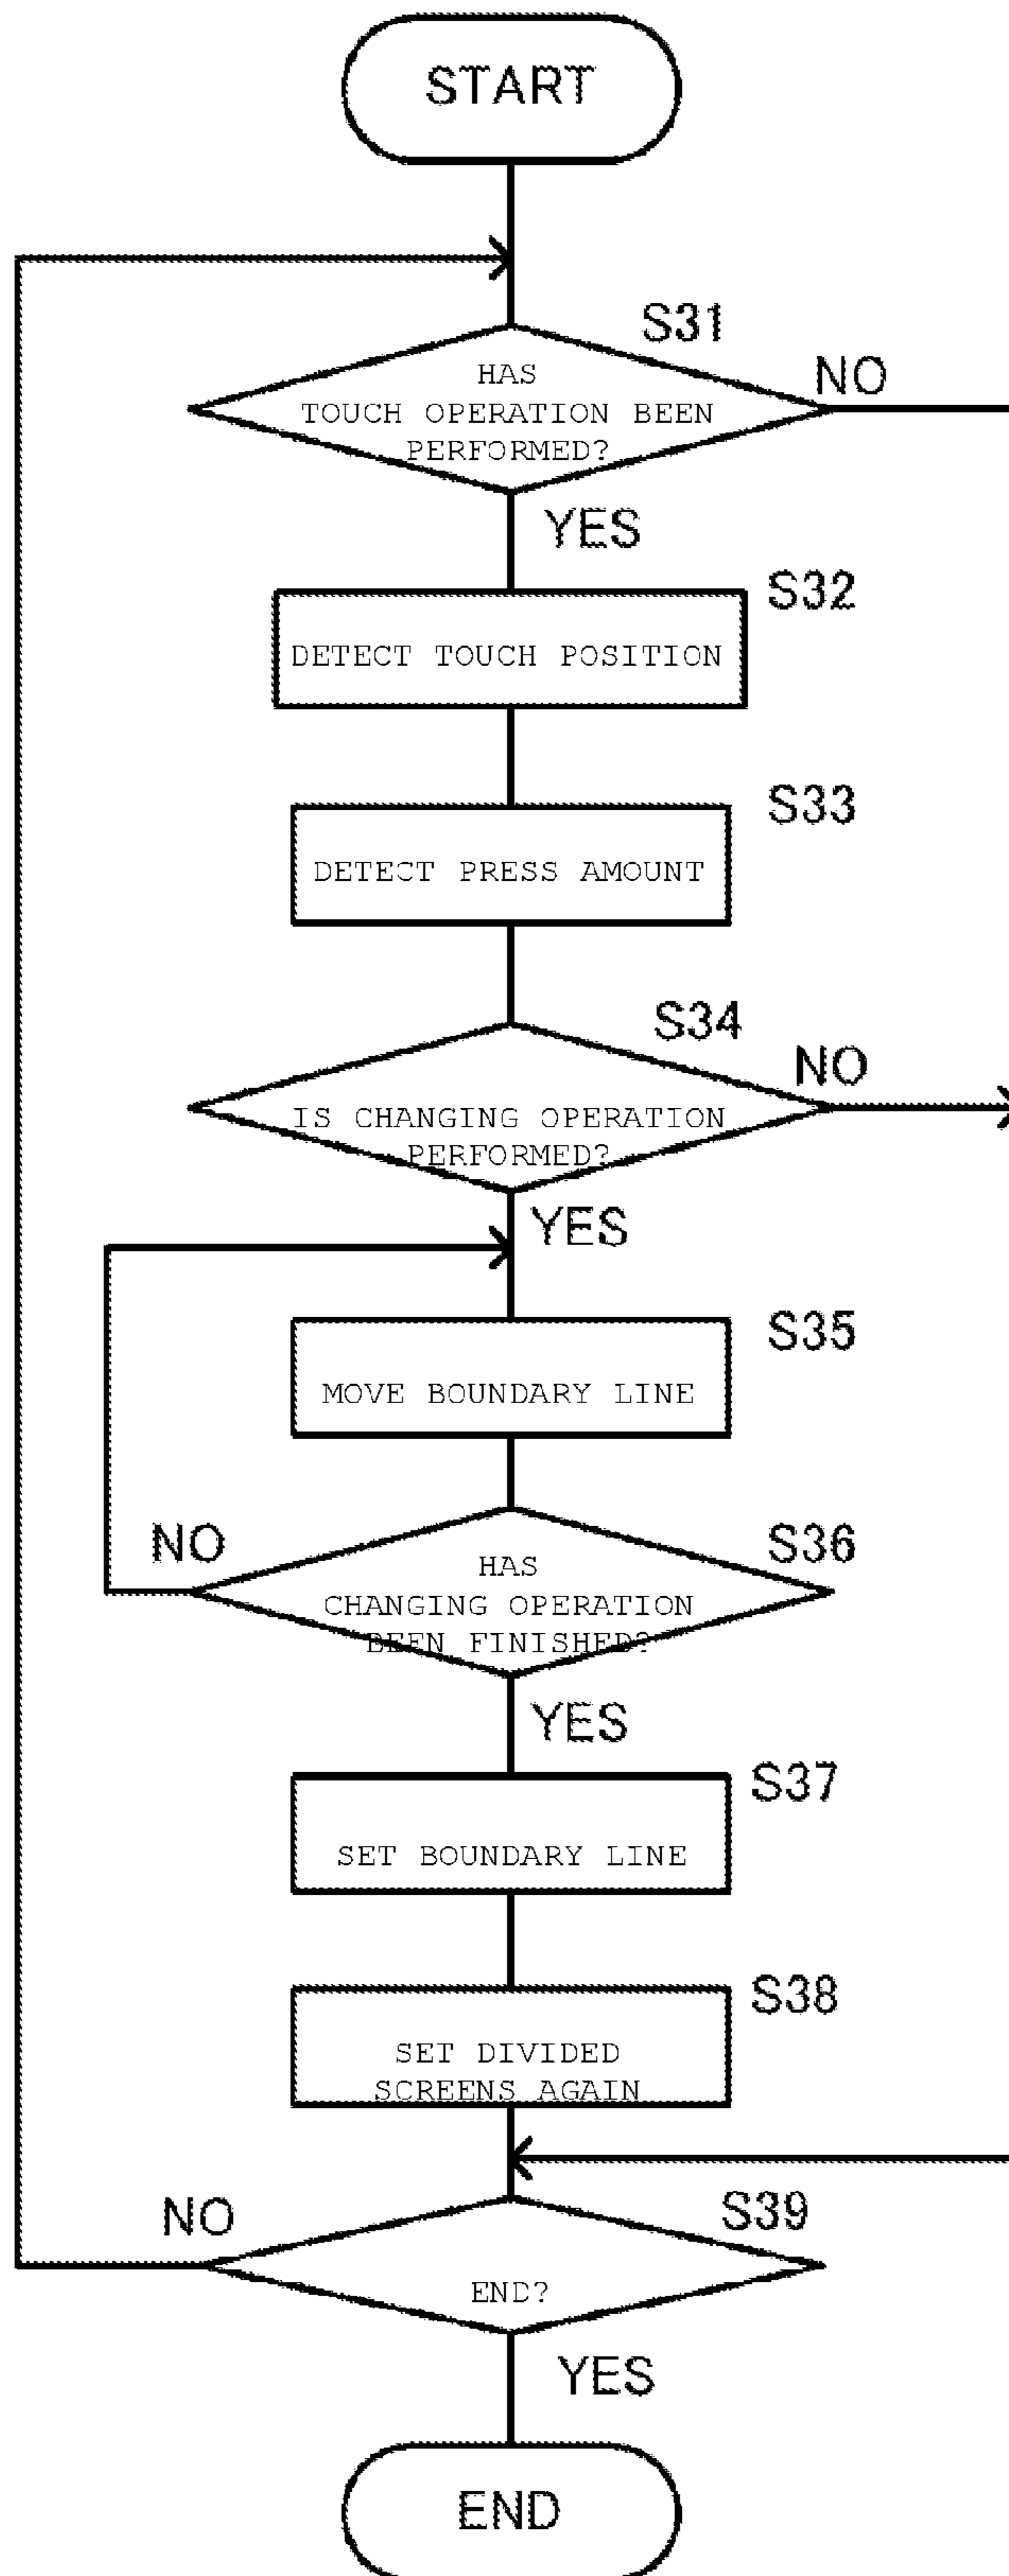 START
S31
HAS
TOUCH OPERATION BEEN
PERFORMED?
NO
YES
S32
DETECT TOUCH POSITION
S33
DETECT PRESS AMOUNT
S34
NO
IS CHANGING OPERATION
PERFORMED?
YES
S35
MOVE BOUNDARY LINE
NO
S36
HAS
CHANGING OPERATION
BEEN FINISHED?
YES
S37
SET BOUNDARY LINE
S38
SET DIVIDED
SCREENS AGAIN
NO
S39
END?
YES
END